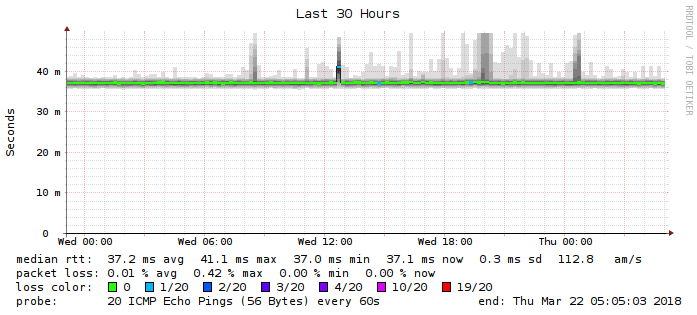 Last 30 Hours
RRDTOOL / TOBI OETIKER
Seconds
40 m
30 m
20 m
10 m
0
Wed 00:00 Wed 06:00 Wed 12:00 Wed 18:00 Thu 00:00
median rtt: 37.2 ms avg 41.1 ms max 37.0 ms min 37.1 ms now 0.3 ms sd 112.8 am/s
packet loss: 0.01 % avg 0.42 % max 0.00 % min 0.00 % now
loss color: 0 1/20 2/20 3/20 4/20 10/20 19/20
probe: 20 ICMP Echo Pings (56 Bytes) every 60s end: Thu Mar 22 05:05:03 2018